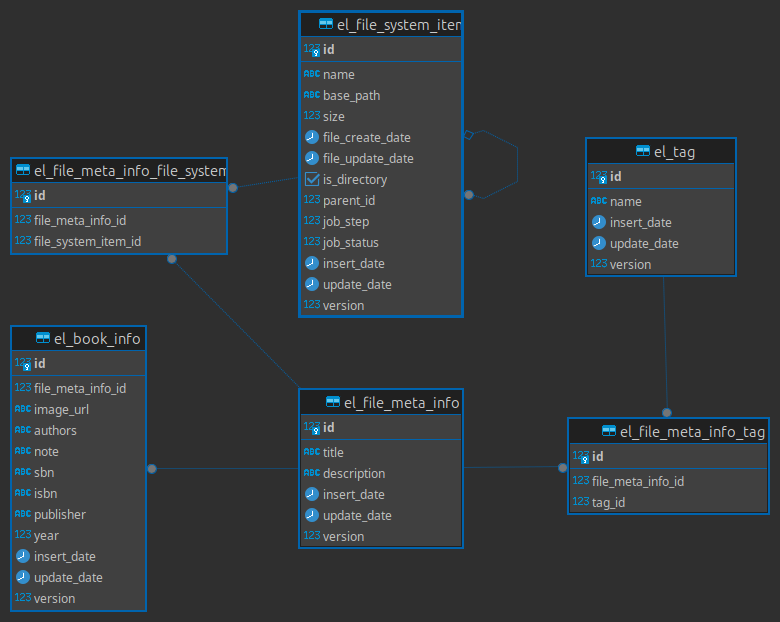 el_file_system_item
123 id
ABC name
ABC base_path
123 size
file_create_date
file_update_date
is_directory
123 parent_id
123 job_step
123 job_status
insert_date
update_date
123 version
el_file_meta_info_file_system
123 id
123 file_meta_info_id
123 file_system_item_id
el_tag
123 id
ABC name
insert_date
update_date
123 version
el_book_info
123 id
123 file_meta_info_id
ABC image_url
ABC authors
ABC note
ABC sbn
ABC isbn
ABC publisher
123 year
insert_date
update_date
123 version
el_file_meta_info
123 id
ABC title
ABC description
insert_date
update_date
123 version
el_file_meta_info_tag
123 id
123 file_meta_info_id
123 tag_id